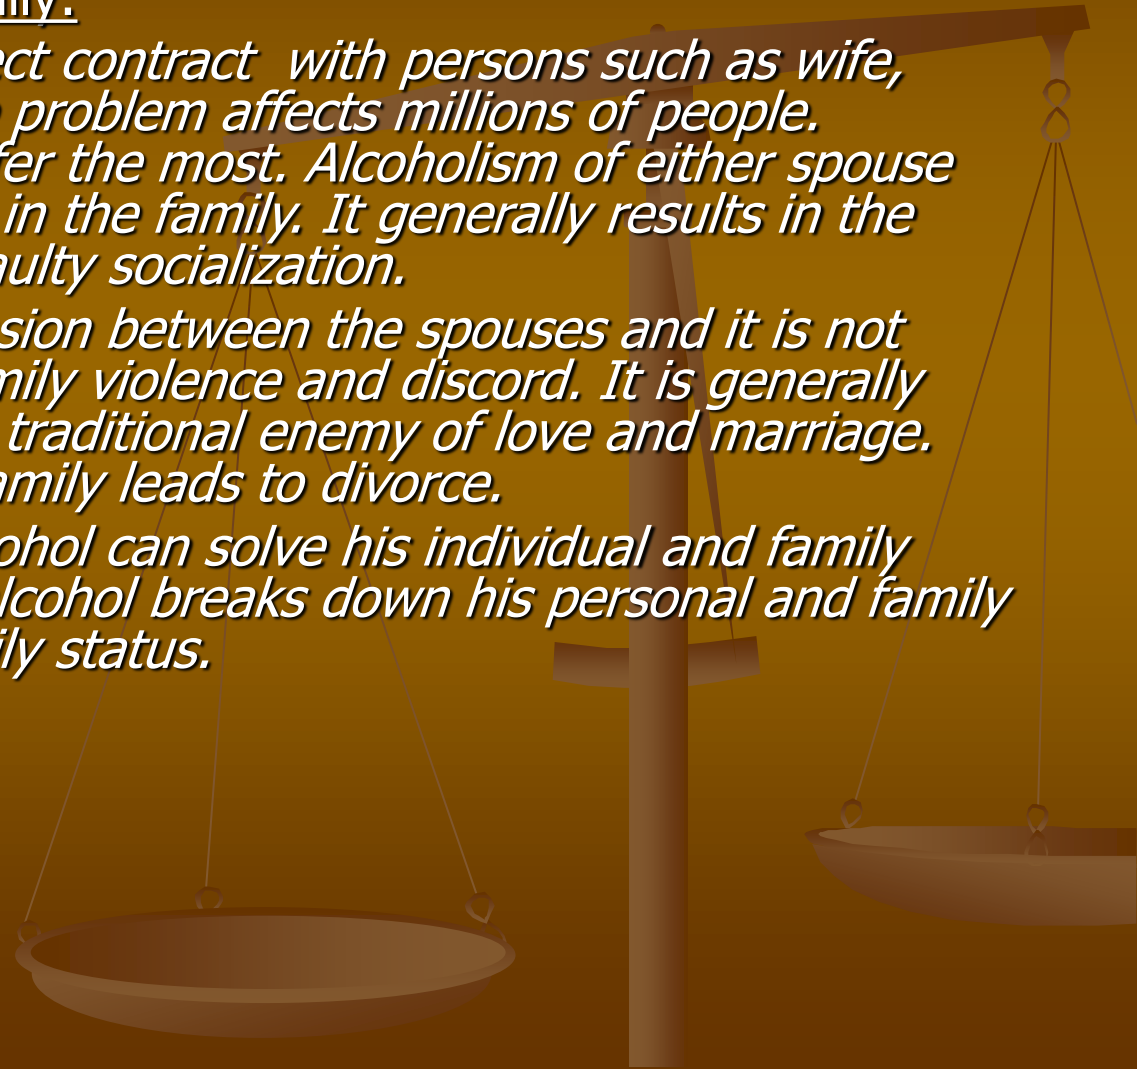 ect contract with persons such as wife,
problem affects millions of people.
fer the most. Alcoholism of either spouse
in the family. It generally results in the
aulty socialization.
sion between the spouses and it is not
mily violence and discord. It is generally
traditional enemy of love and marriage.
amily leads to divorce.
ohol can solve his individual and family
lcohol breaks down his personal and family
ily status.